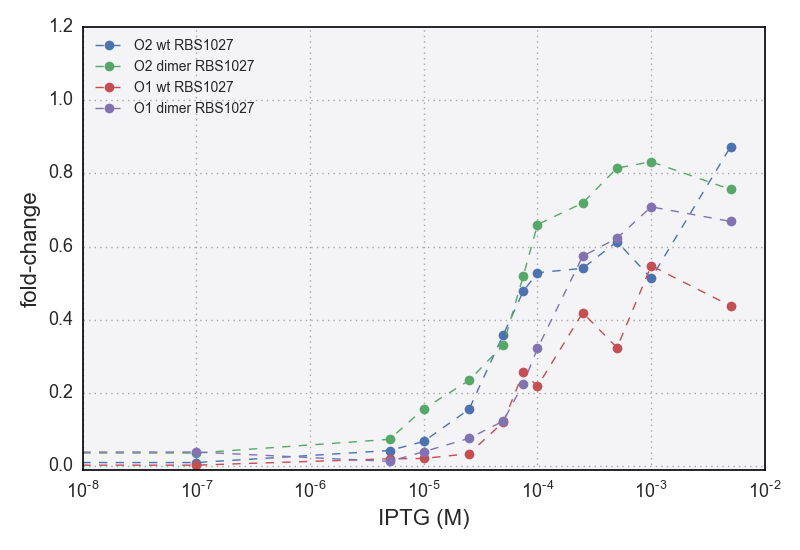 1.2
O2 wt RBS1027
O2 dimer RBS1027
O1 wt RBS1027
O1 dimer RBS1027
1.0
0.8
0.6
0.4
0.2
0.0
fold-change
10^-8 10^-7 10^-6 10^-5 10^-4 10^-3 10^-2
IPTG (M)